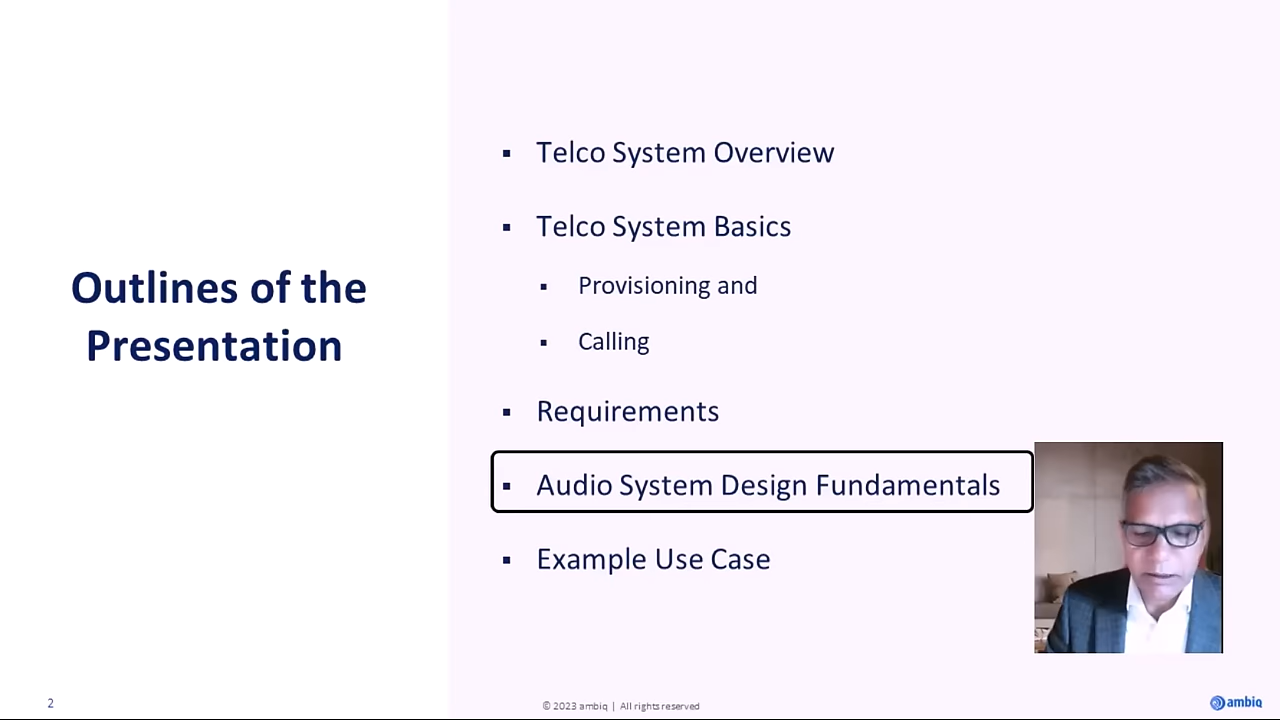 Outlines of the
Presentation
▪ Telco System Overview
▪ Telco System Basics
▪ Provisioning and
▪ Calling
▪ Requirements
▪ Audio System Design Fundamentals
▪ Example Use Case
2
© 2023 ambiq | All rights reserved
ambiq